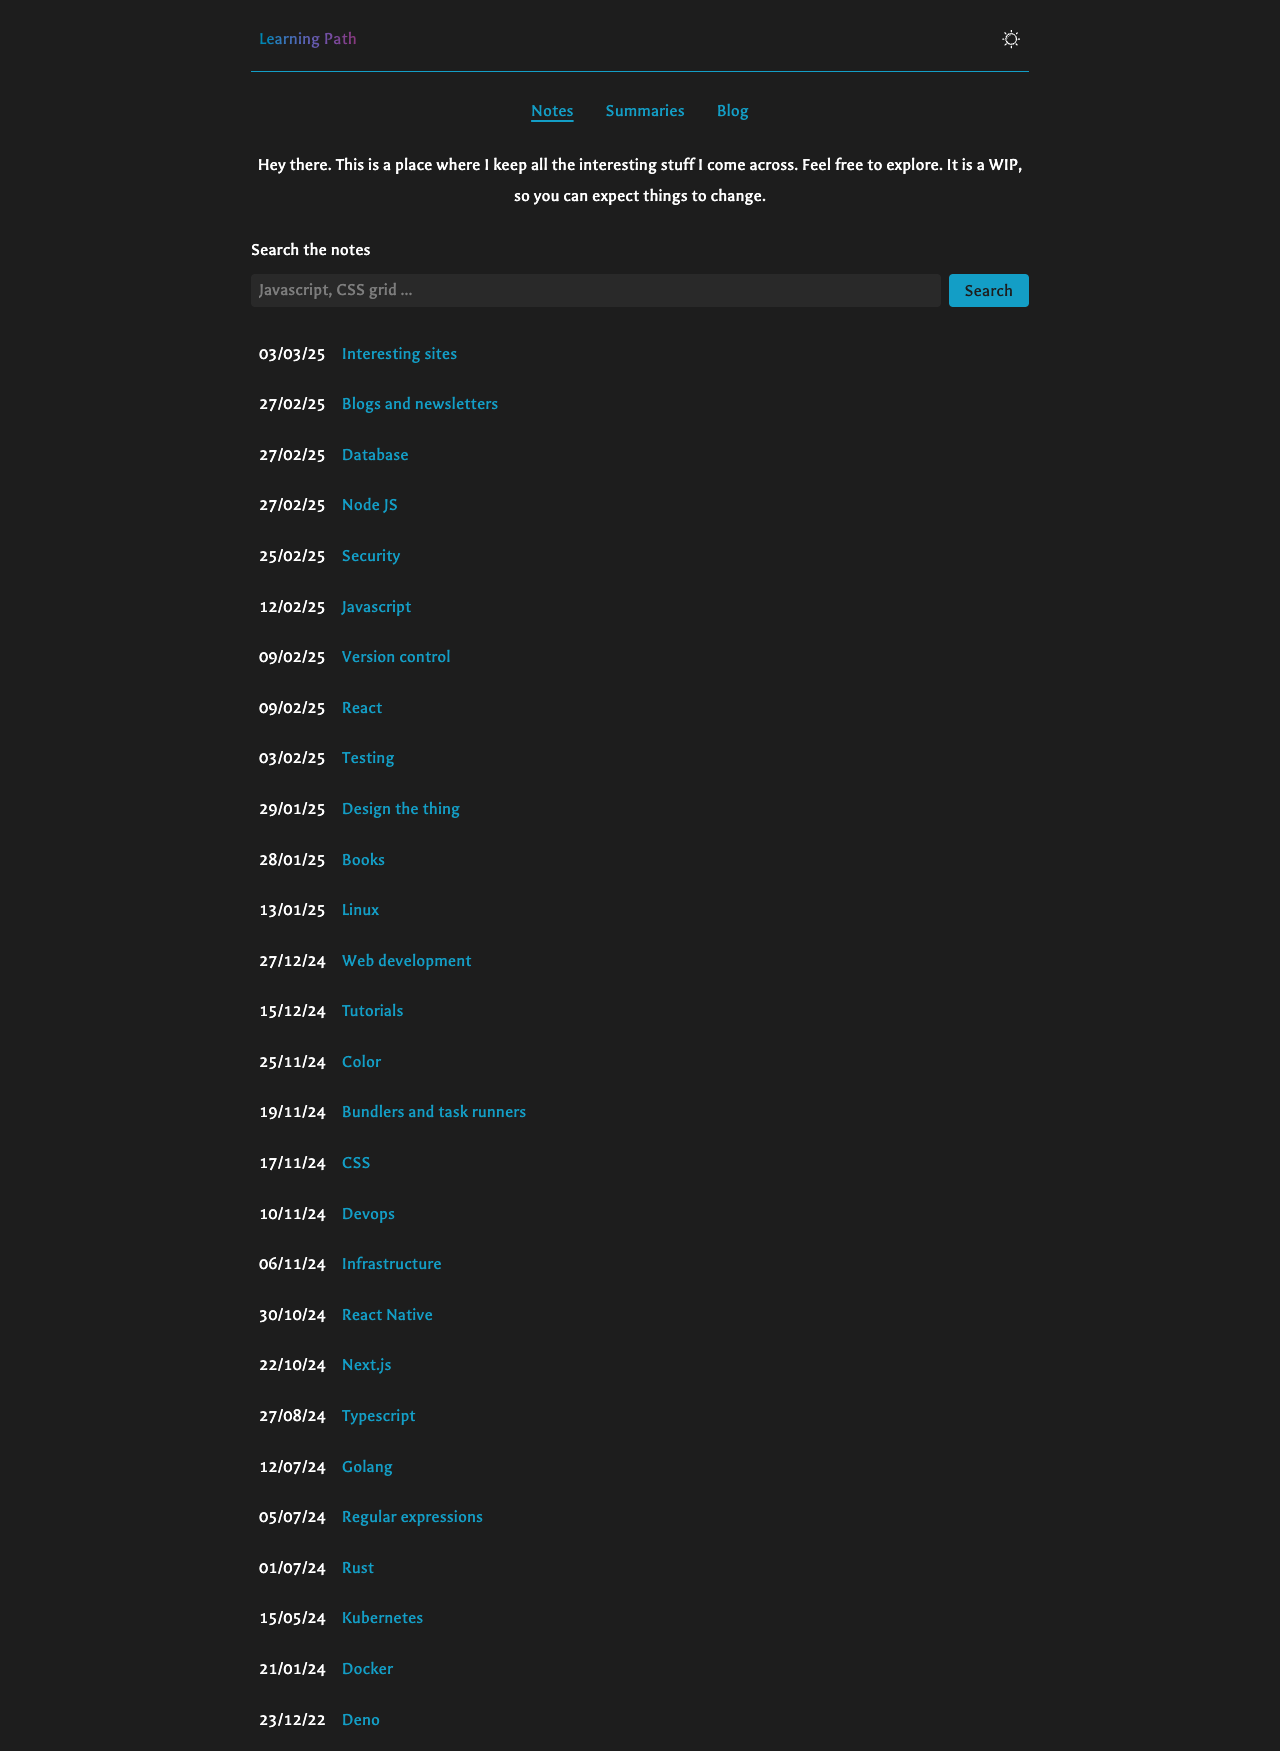 Learning Path
Notes Summaries Blog
Hey there. This is a place where I keep all the interesting stuff I come across. Feel free to explore. It is a WIP,
so you can expect things to change.
Search the notes
Javascript, CSS grid ... Search
03/03/25 Interesting sites
27/02/25 Blogs and newsletters
27/02/25 Database
27/02/25 Node JS
25/02/25 Security
12/02/25 Javascript
09/02/25 Version control
09/02/25 React
03/02/25 Testing
29/01/25 Design the thing
28/01/25 Books
13/01/25 Linux
27/12/24 Web development
15/12/24 Tutorials
25/11/24 Color
19/11/24 Bundlers and task runners
17/11/24 CSS
10/11/24 Devops
06/11/24 Infrastructure
30/10/24 React Native
22/10/24 Next.js
27/08/24 Typescript
12/07/24 Golang
05/07/24 Regular expressions
01/07/24 Rust
15/05/24 Kubernetes
21/01/24 Docker
23/12/22 Deno